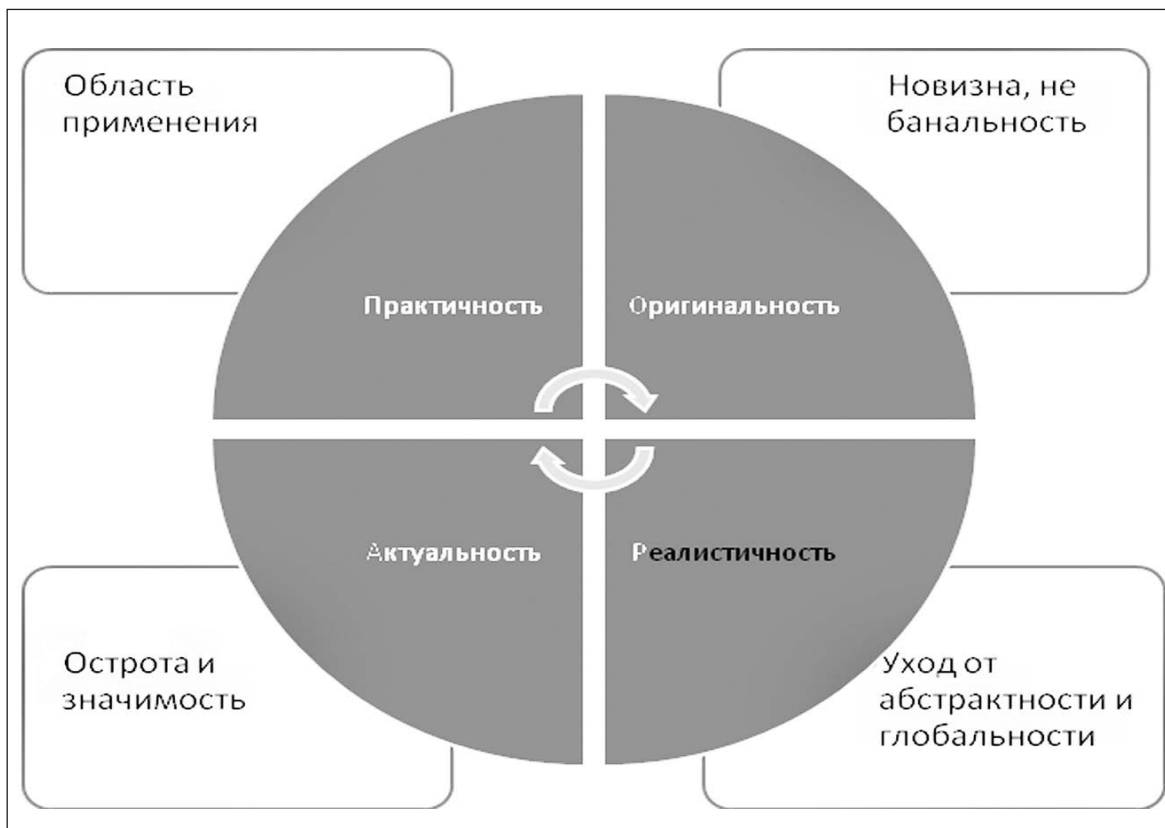 Область
применения
Новизна, не
банальность
Практичность
Оригинальность
Актуальность
Реалистичность
Острота и
значимость
Уход от
абстрактности и
глобальности